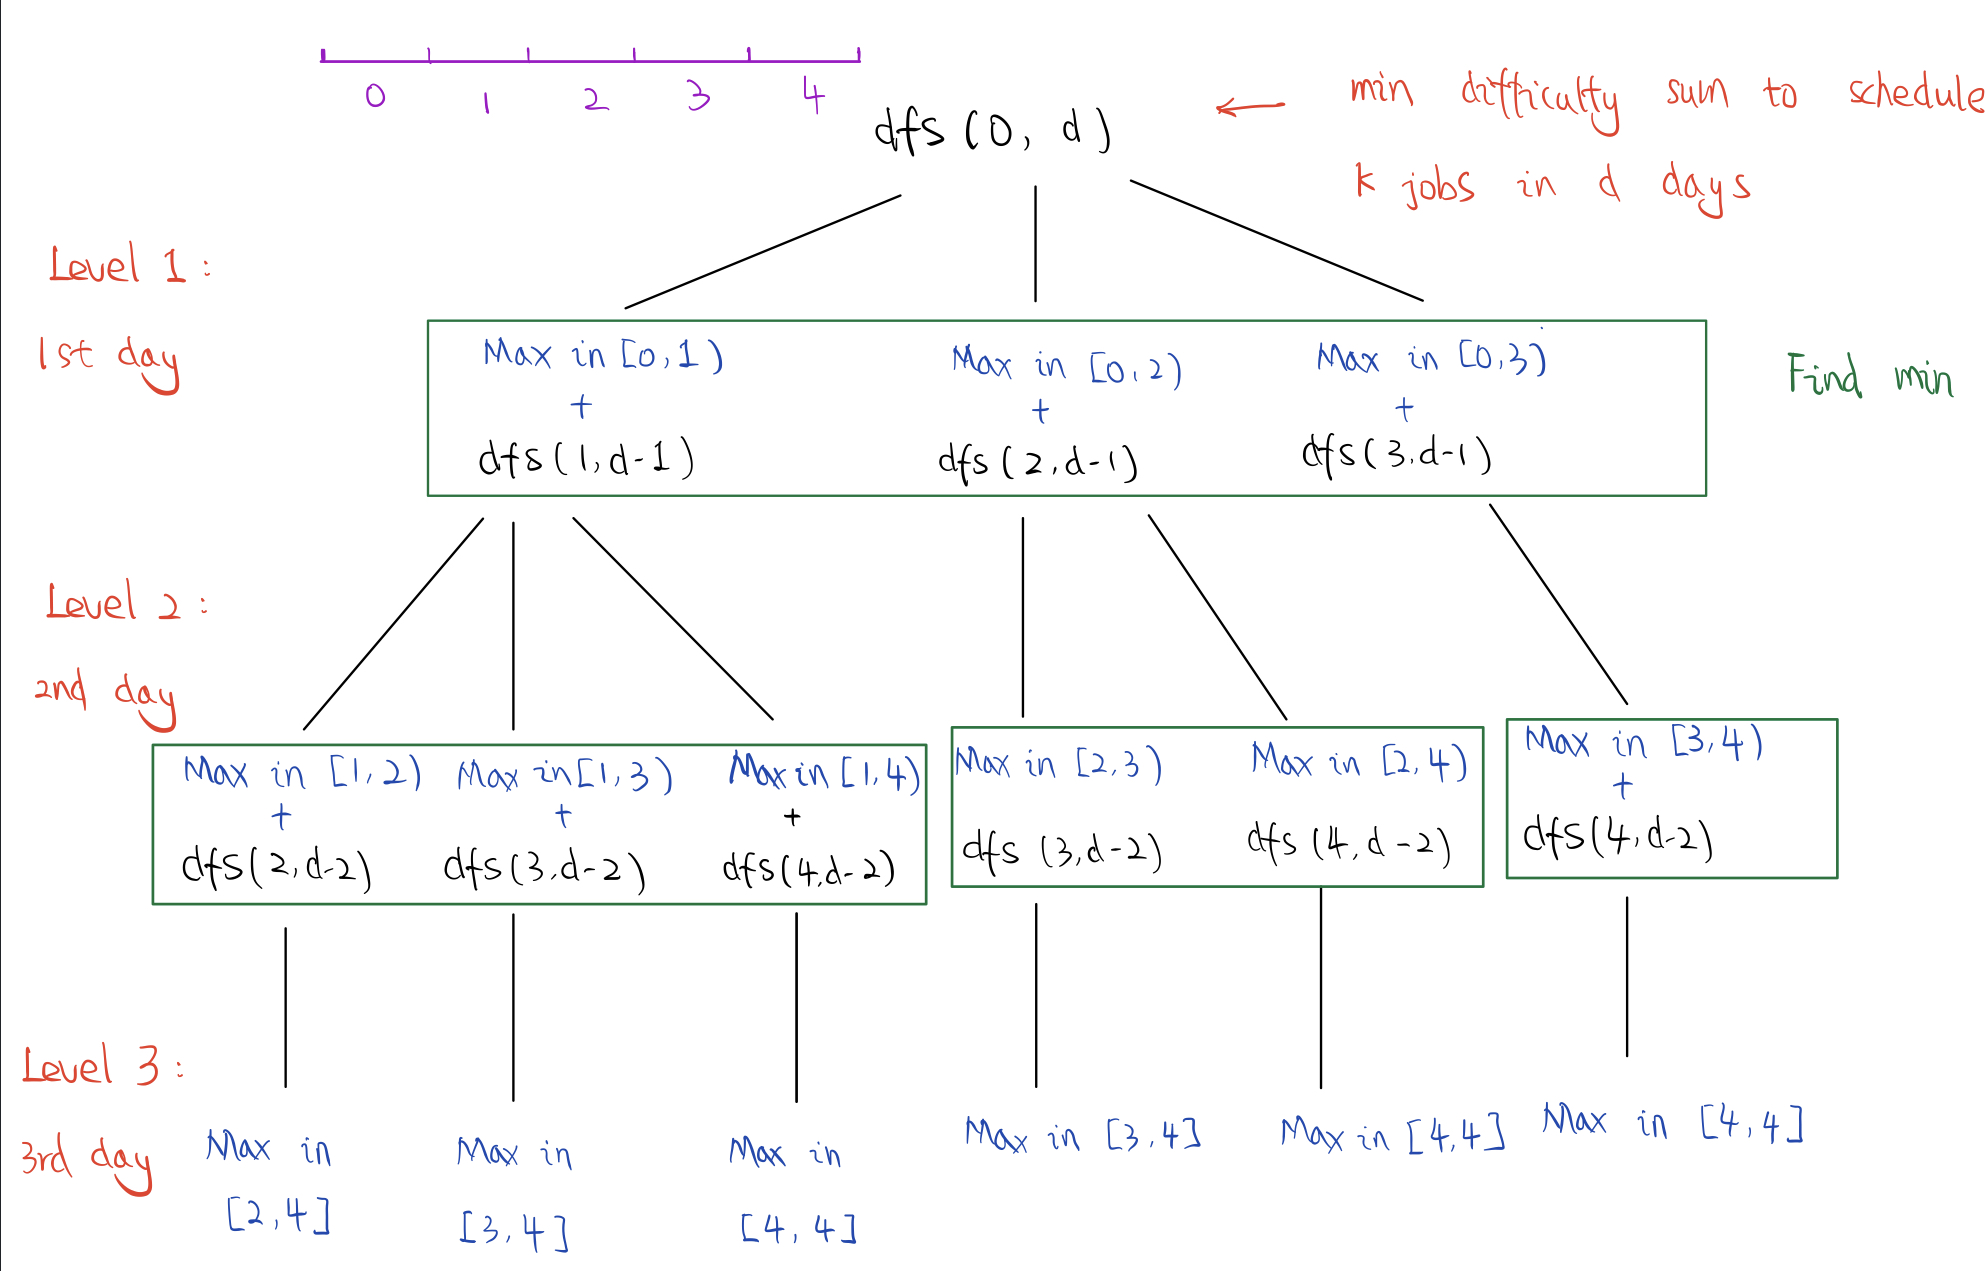 0 1 2 3 4
dfs (0, d)
min difficulty sum to schedule
k jobs in d days
Level 1 :
1st day
Max in [0,1) Max in [0,2) Max in [0,3)
+ + +
dfs(1,d-1) dfs(2,d-1) dfs(3,d-1)
Find min
Level 2 :
2nd day
Max in [1,2) Max in [1,3) Max in [1,4) Max in [2,3) Max in [2,4) Max in [3,4)
+ + + +
dfs(2,d-2) dfs(3,d-2) dfs(4,d-2) dfs (3,d-2) dfs (4,d-2) dfs(4,d-2)
Level 3 :
3rd day
Max in Max in Max in Max in [3,4] Max in [4,4] Max in [4,4]
[2,4] [3,4] [4,4]